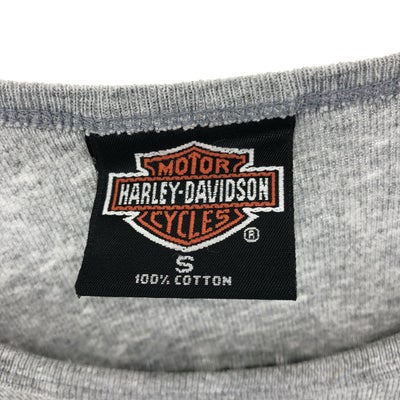 MOTOR
HARLEY-DAVIDSON
CYCLES
®
S
100% COTTON